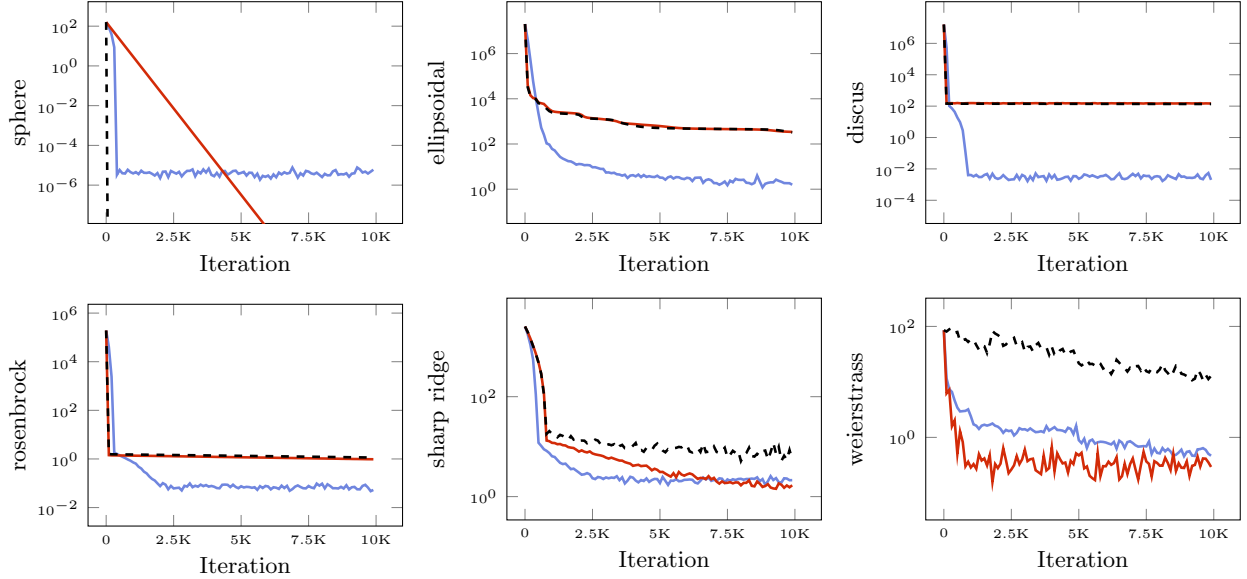 10^2
10^0
10^−2
10^−4
10^−6
sphere
0 2.5K 5K 7.5K 10K
Iteration
10^6
10^4
10^2
10^0
ellipsoidal
0 2.5K 5K 7.5K 10K
Iteration
10^6
10^4
10^2
10^0
10^−2
10^−4
discus
0 2.5K 5K 7.5K 10K
Iteration
10^6
10^4
10^2
10^0
10^−2
rosenbrock
0 2.5K 5K 7.5K 10K
Iteration
10^2
10^0
sharp ridge
0 2.5K 5K 7.5K 10K
Iteration
10^2
10^0
weierstrass
0 2.5K 5K 7.5K 10K
Iteration